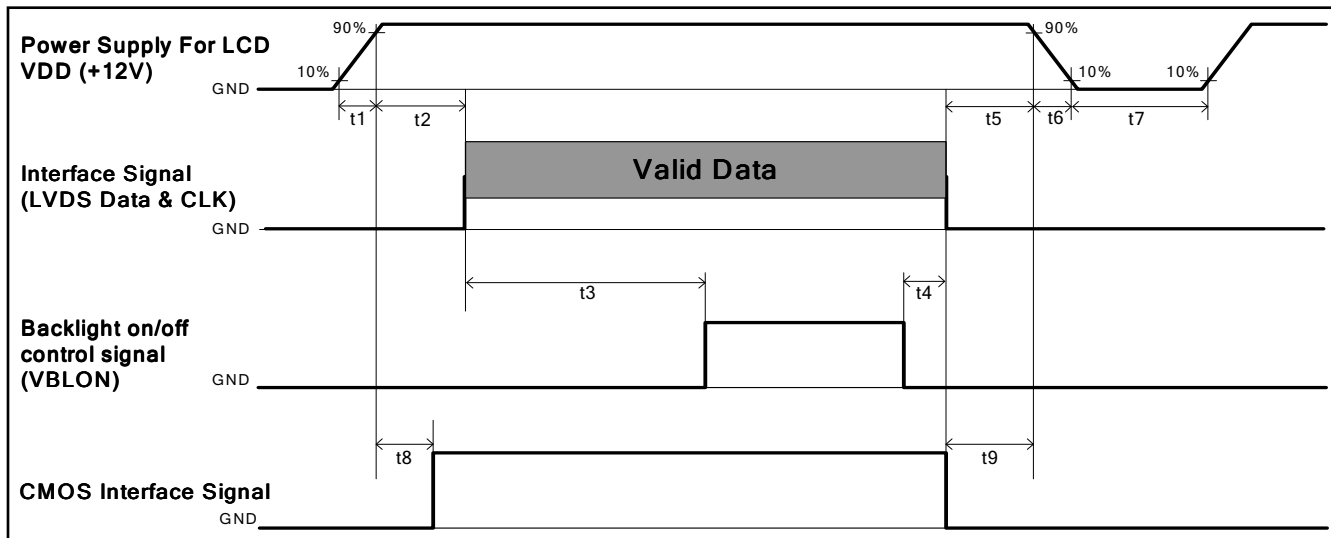 Power Supply For LCD
VDD (+12V)
90%
10%
GND
90%
10%
10%
t1
t2
t5
t6
t7
Interface Signal
(LVDS Data & CLK)
Valid Data
GND
t3
t4
Backlight on/off
control signal
(VBLON)
GND
t8
t9
CMOS Interface Signal
GND